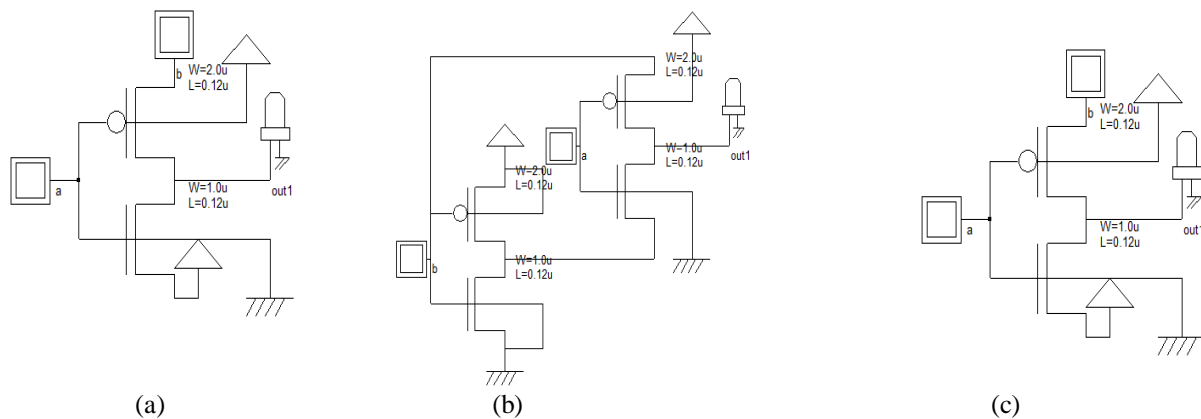 b
W=2.0u
L=0.12u
a
W=1.0u
L=0.12u
out1
W=2.0u
L=0.12u
a
W=1.0u
L=0.12u
out1
W=2.0u
L=0.12u
b
W=1.0u
L=0.12u
b
W=2.0u
L=0.12u
a
W=1.0u
L=0.12u
out1
(a)
(b)
(c)